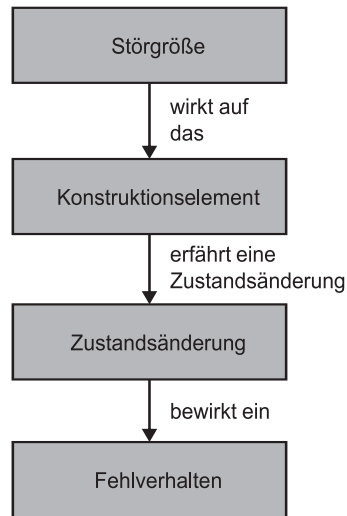 Störgröße
wirkt auf
das
Konstruktionselement
erfährt eine
Zustandsänderung
Zustandsänderung
bewirkt ein
Fehlverhalten